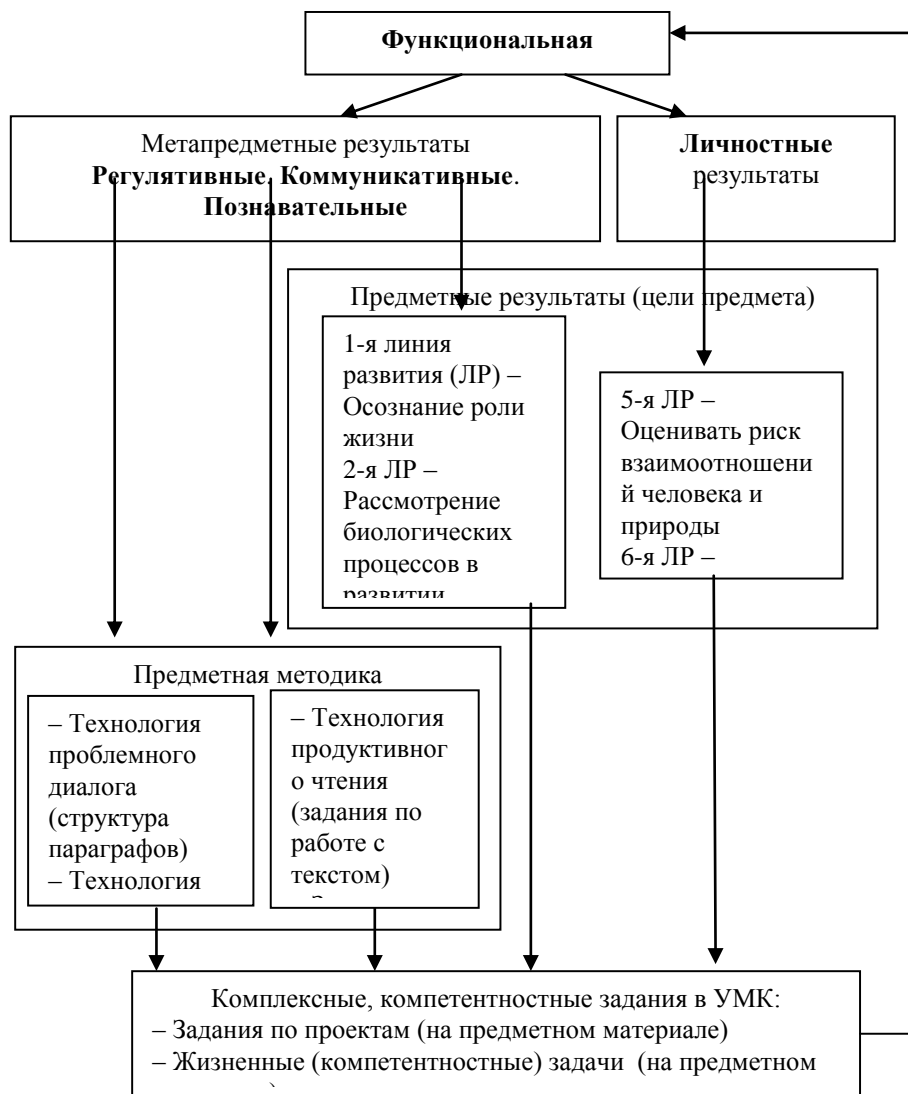 Функциональная
Метапредметные результаты
Регулятивные. Коммуникативные.
Познавательные
Личностные
результаты
Предметные результаты (цели предмета)
1-я линия
развития (ЛР) –
Осознание роли
жизни
2-я ЛР –
Рассмотрение
биологических
процессов в
развитии
5-я ЛР –
Оценивать риск
взаимоотношени
й человека и
природы
6-я ЛР –
Предметная методика
– Технология
проблемного
диалога
(структура
параграфов)
– Технология
– Технология
продуктивног
о чтения
(задания по
работе с
текстом)
Комплексные, компетентностные задания в УМК:
– Задания по проектам (на предметном материале)
– Жизненные (компетентностные) задачи (на предметном